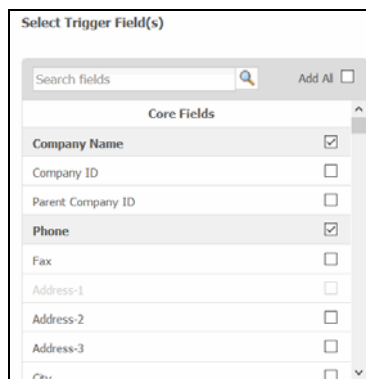 Select Trigger Field(s)
Search fields Add All
Core Fields
Company Name
Company ID
Parent Company ID
Phone
Fax
Address-1
Address-2
Address-3
City